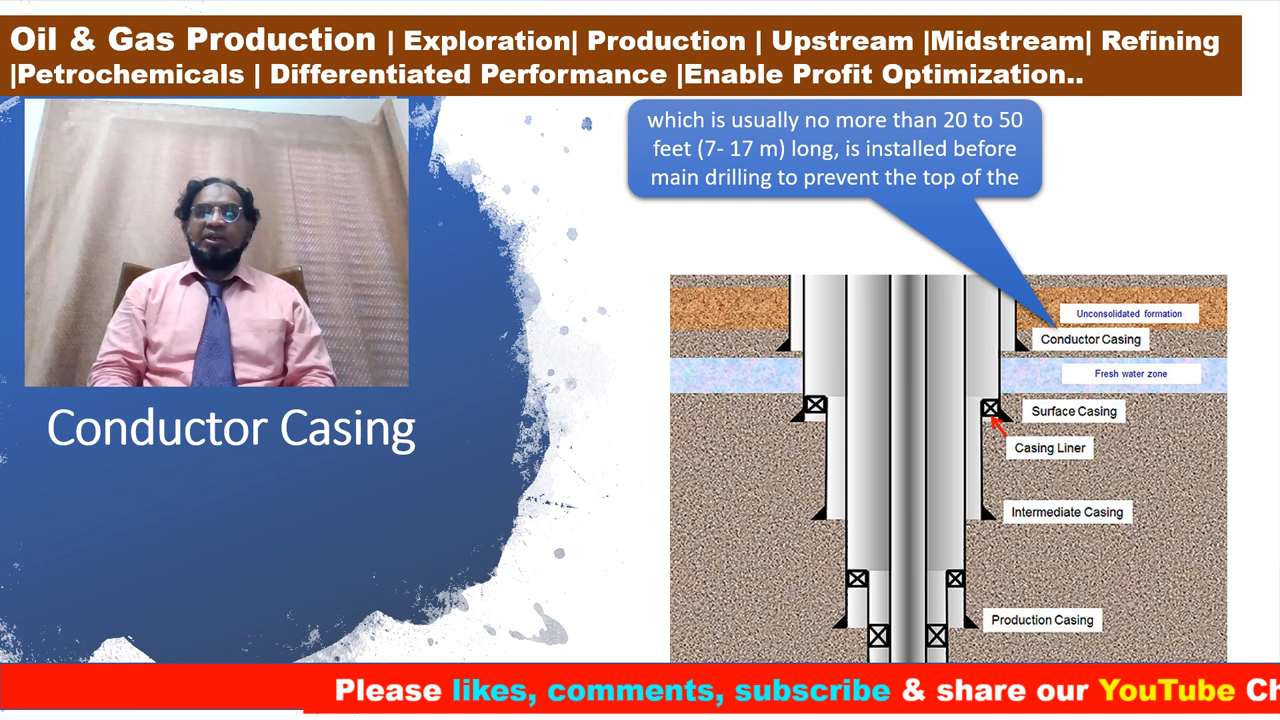 Oil & Gas Production | Exploration| Production | Upstream |Midstream| Refining
|Petrochemicals | Differentiated Performance |Enable Profit Optimization..
which is usually no more than 20 to 50
feet (7- 17 m) long, is installed before
main drilling to prevent the top of the
Unconsolidated formation
Conductor Casing
Fresh water zone
Conductor Casing
Surface Casing
Casing Liner
Intermediate Casing
Production Casing
Please likes, comments, subscribe & share our YouTube Ch